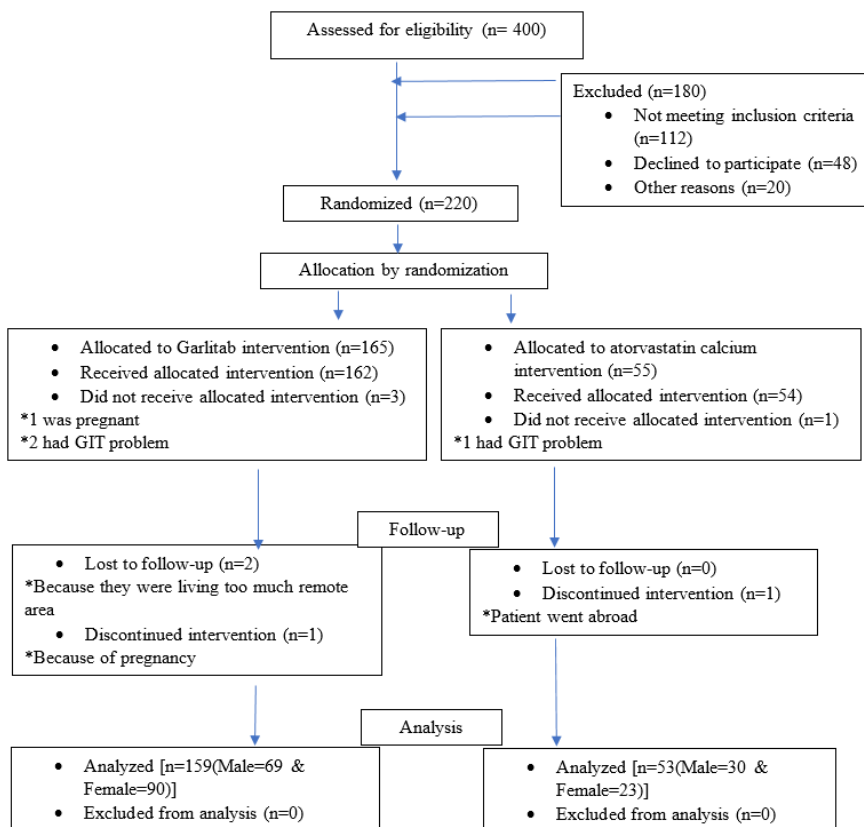 Assessed for eligibility (n= 400)
Excluded (n=180)
• Not meeting inclusion criteria
(n=112)
• Declined to participate (n=48)
• Other reasons (n=20)
Randomized (n=220)
Allocation by randomization
• Allocated to Garlitab intervention (n=165)
• Received allocated intervention (n=162)
• Did not receive allocated intervention (n=3)
*1 was pregnant
*2 had GIT problem
• Allocated to atorvastatin calcium
intervention (n=55)
• Received allocated intervention (n=54)
• Did not receive allocated intervention (n=1)
*1 had GIT problem
Follow-up
• Lost to follow-up (n=2)
*Because they were living too much remote
area
• Discontinued intervention (n=1)
*Because of pregnancy
• Lost to follow-up (n=0)
• Discontinued intervention (n=1)
*Patient went abroad
Analysis
• Analyzed [n=159(Male=69 &
Female=90)]
• Excluded from analysis (n=0)
• Analyzed [n=53(Male=30 &
Female=23)]
• Excluded from analysis (n=0)